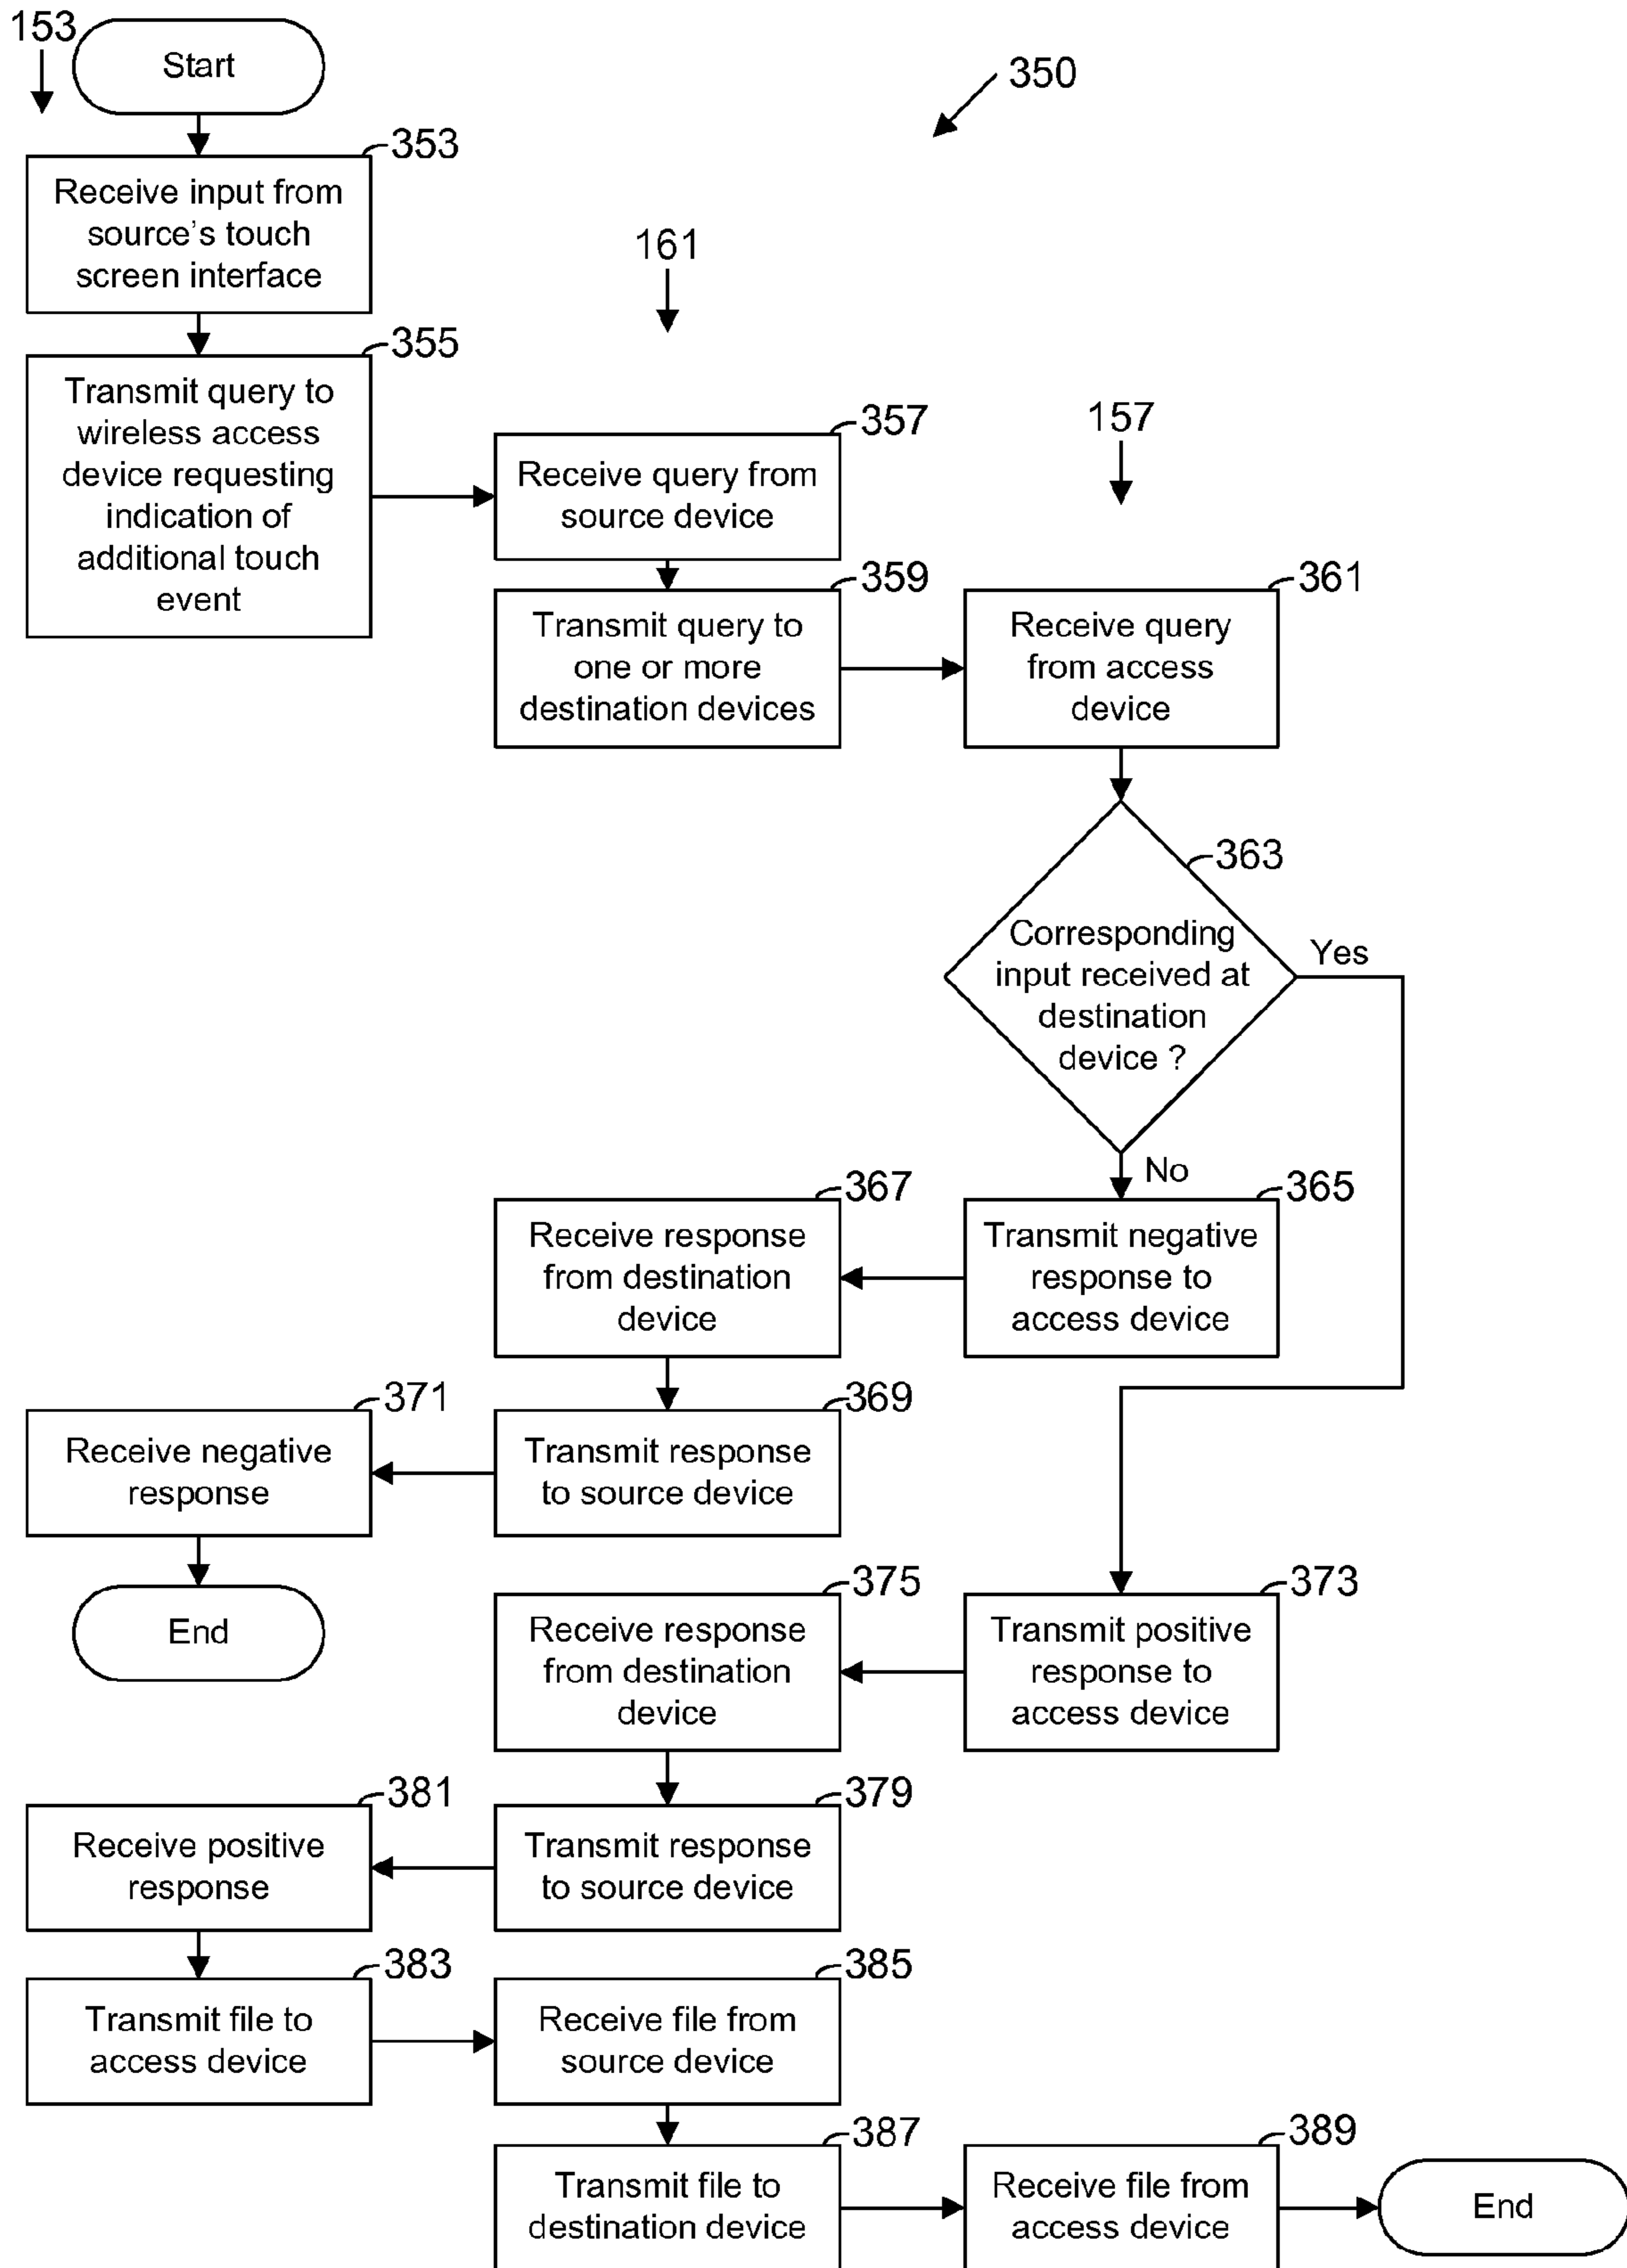 153
Start
350
353
Receive input from
source's touch
screen interface
161
355
Transmit query to
wireless access
device requesting
indication of
additional touch
event
357
Receive query from
source device
157
359
Transmit query to
one or more
destination devices
361
Receive query
from access
device
363
Corresponding
input received at
destination
device ?
Yes
No
367
Receive response
from destination
device
365
Transmit negative
response to
access device
371
Receive negative
response
369
Transmit response
to source device
End
375
Receive response
from destination
device
373
Transmit positive
response to
access device
381
Receive positive
response
379
Transmit response
to source device
383
Transmit file to
access device
385
Receive file from
source device
387
Transmit file to
destination device
389
Receive file from
access device
End